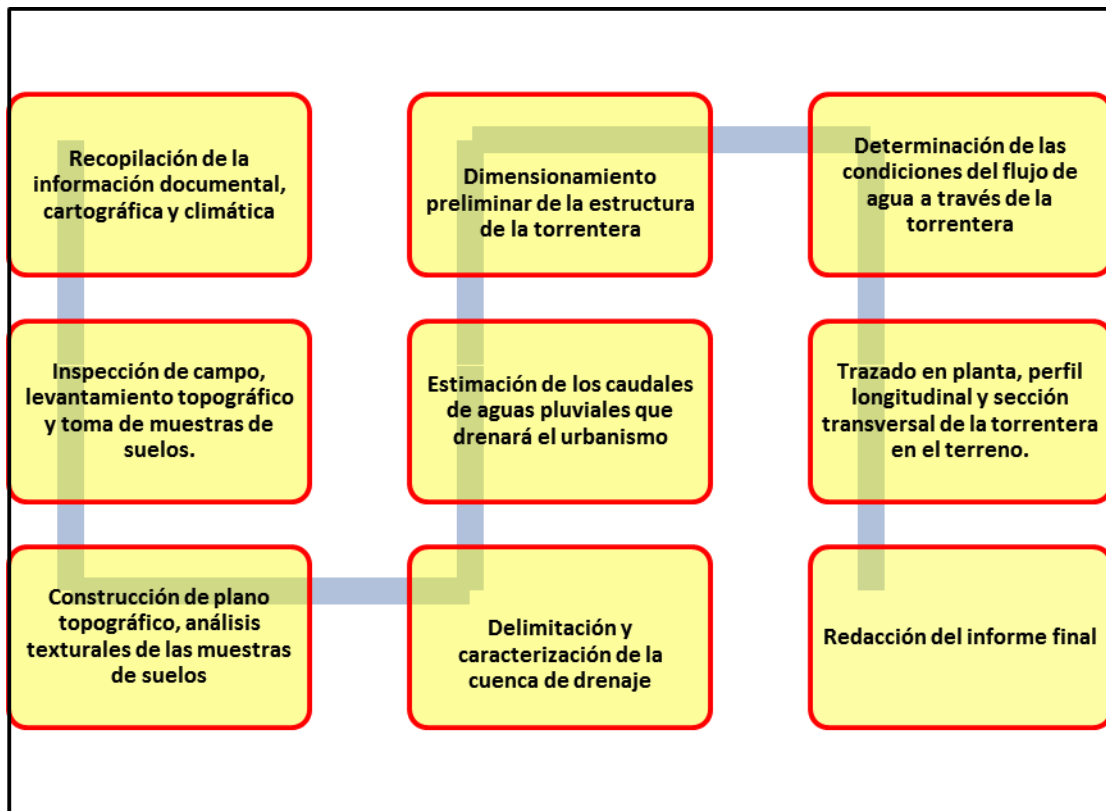 Recopilación de la
información documental,
cartográfica y climática
Inspección de campo,
levantamiento topográfico
y toma de muestras de
suelos.
Construcción de plano
topográfico, análisis
texturales de las muestras
de suelos
Delimitación y
caracterización de la
cuenca de drenaje
Estimación de los caudales
de aguas pluviales que
drenará el urbanismo
Dimensionamiento
preliminar de la estructura
de la torrentera
Determinación de las
condiciones del flujo de
agua a través de la
torrentera
Trazado en planta, perfil
longitudinal y sección
transversal de la torrentera
en el terreno.
Redacción del informe final